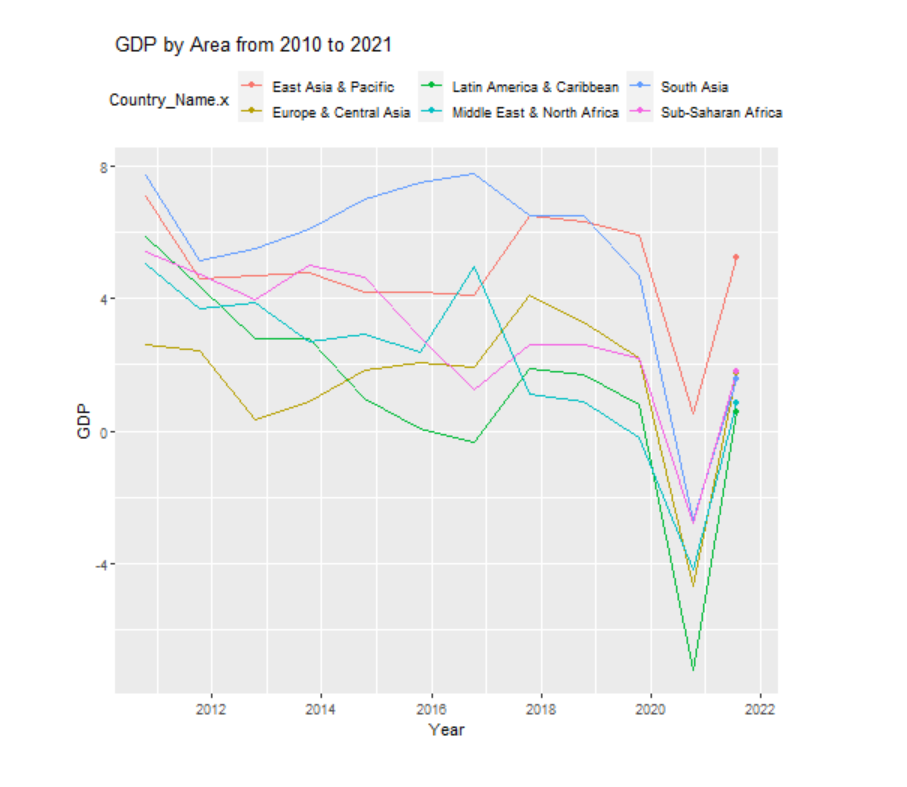 GDP by Area from 2010 to 2021
Country_Name.x
East Asia & Pacific
Latin America & Caribbean
South Asia
Europe & Central Asia
Middle East & North Africa
Sub-Saharan Africa
8
4
0
-4
GDP
2012
2014
2016
2018
2020
2022
Year